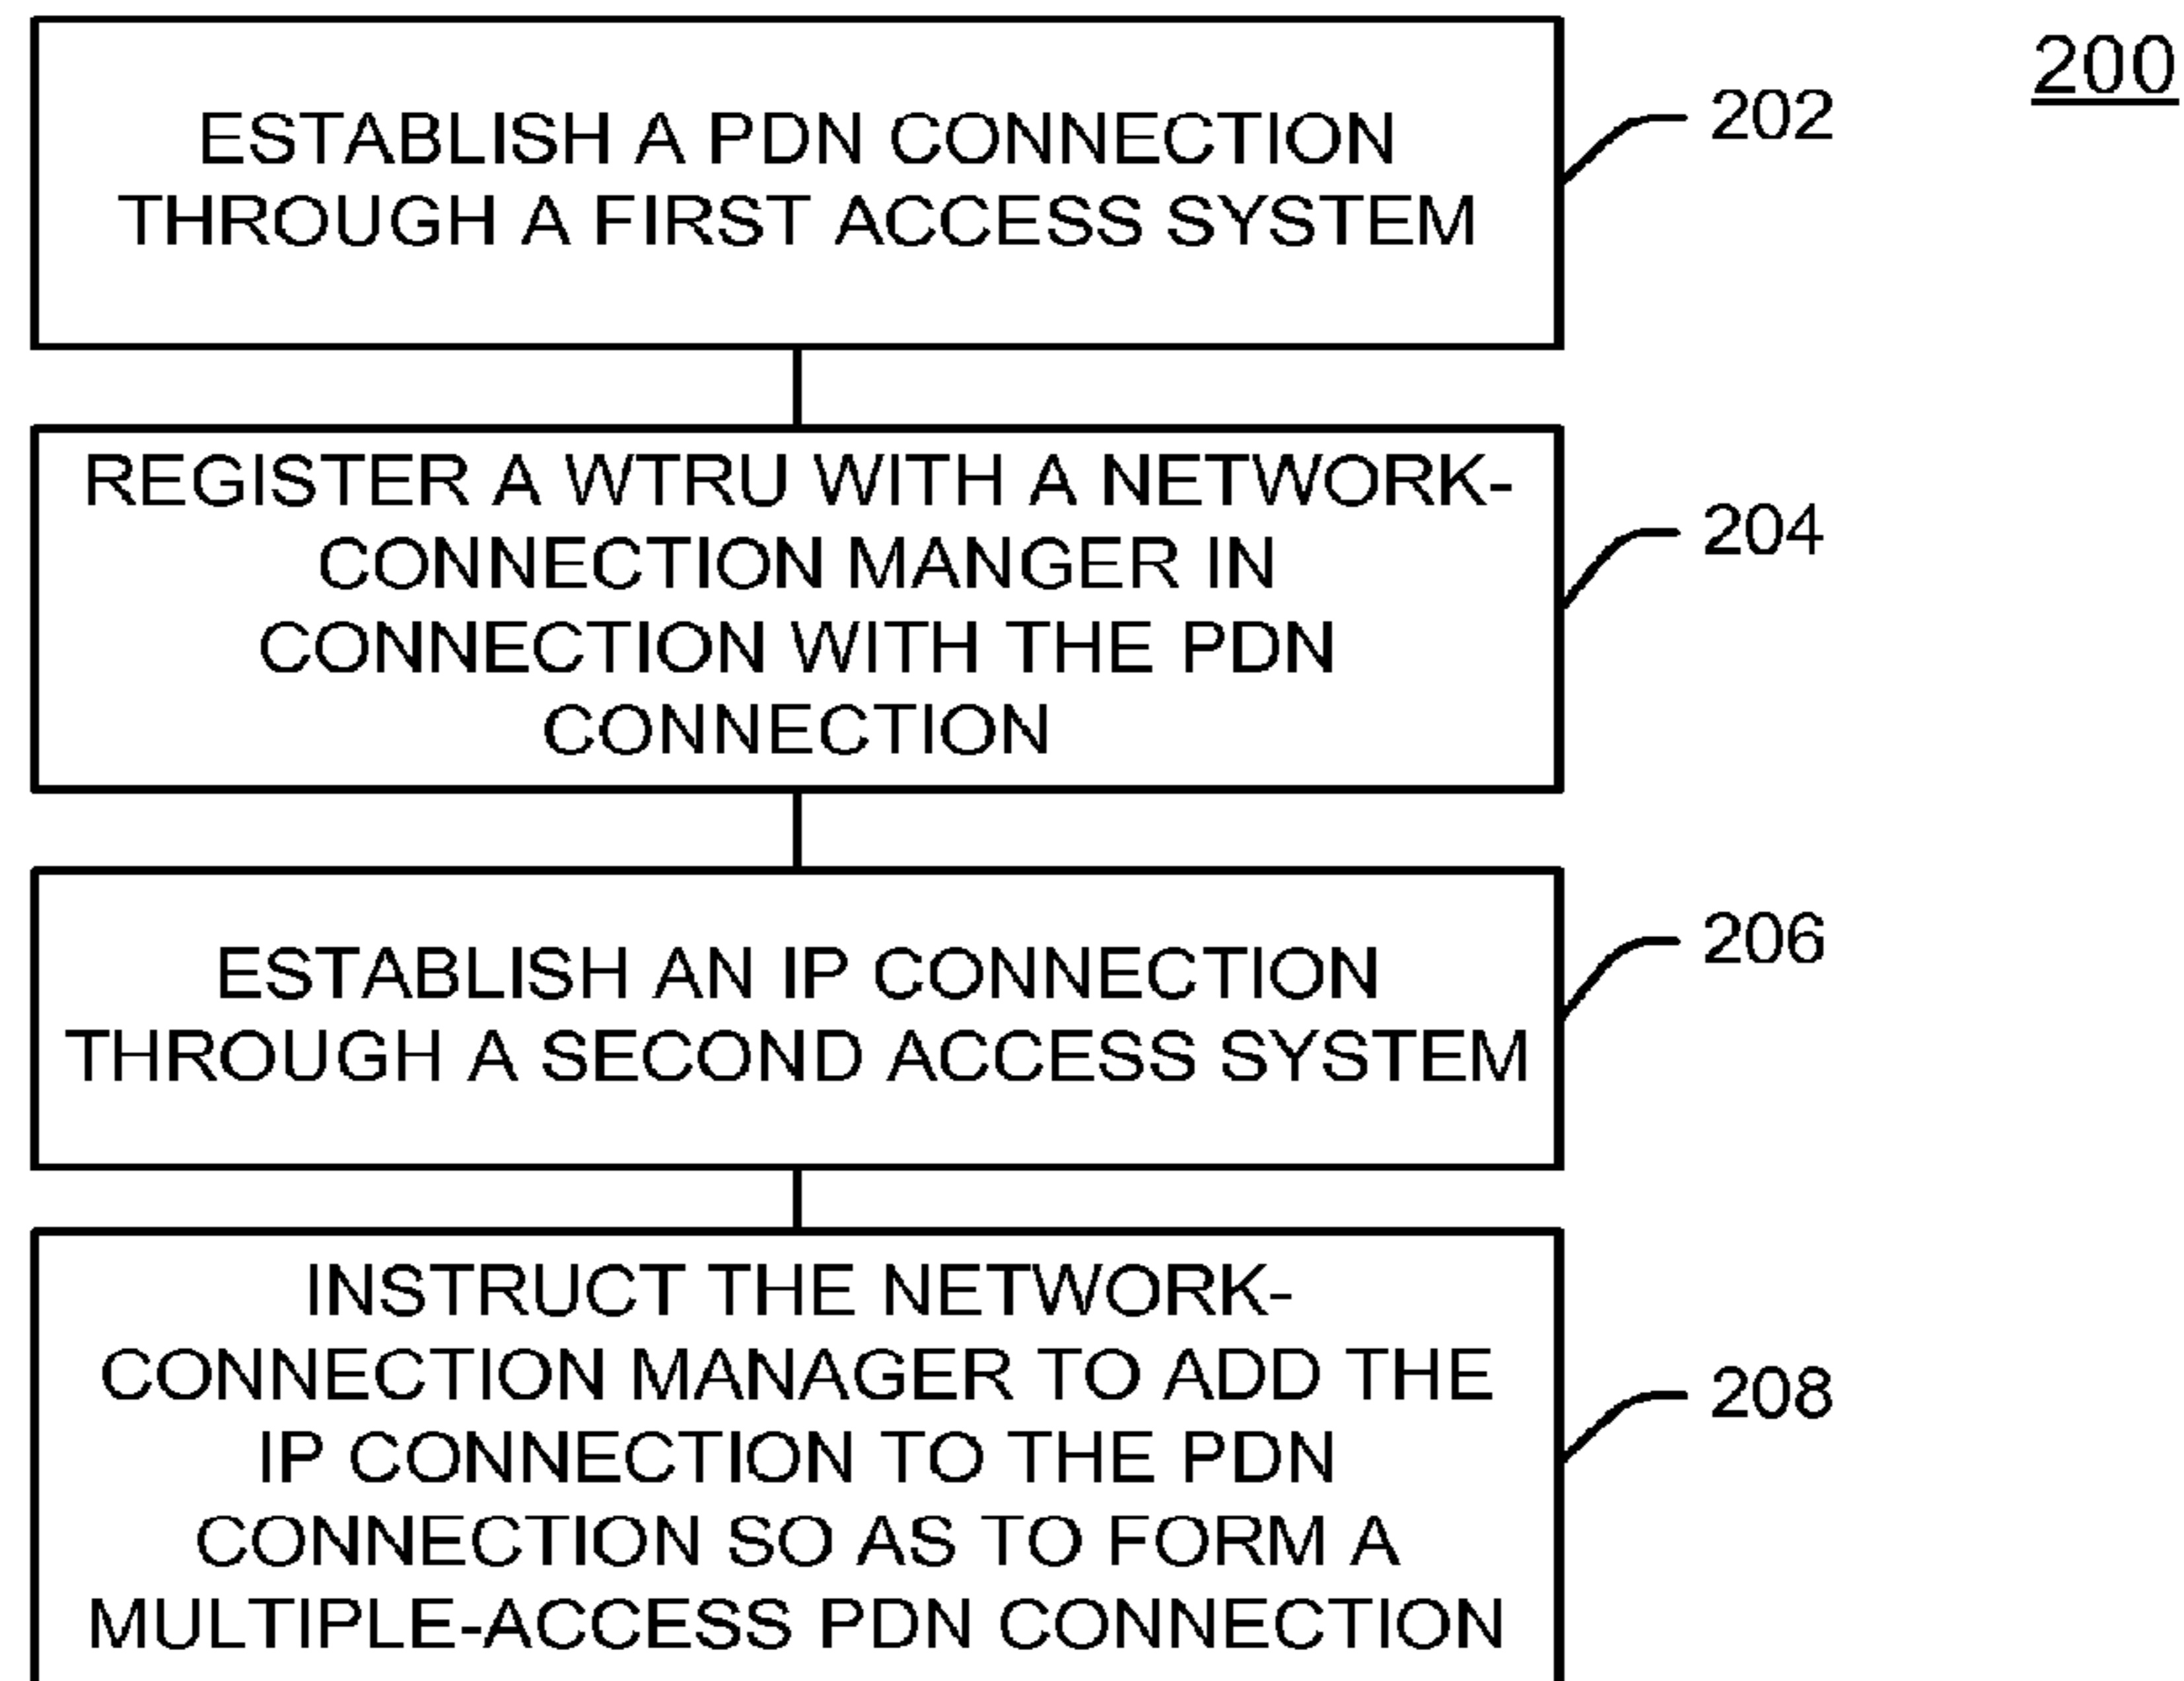 200
ESTABLISH A PDN CONNECTION
THROUGH A FIRST ACCESS SYSTEM
202
REGISTER A WTRU WITH A NETWORK-
CONNECTION MANGER IN
CONNECTION WITH THE PDN
CONNECTION
204
ESTABLISH AN IP CONNECTION
THROUGH A SECOND ACCESS SYSTEM
206
INSTRUCT THE NETWORK-
CONNECTION MANAGER TO ADD THE
IP CONNECTION TO THE PDN
CONNECTION SO AS TO FORM A
MULTIPLE-ACCESS PDN CONNECTION
208